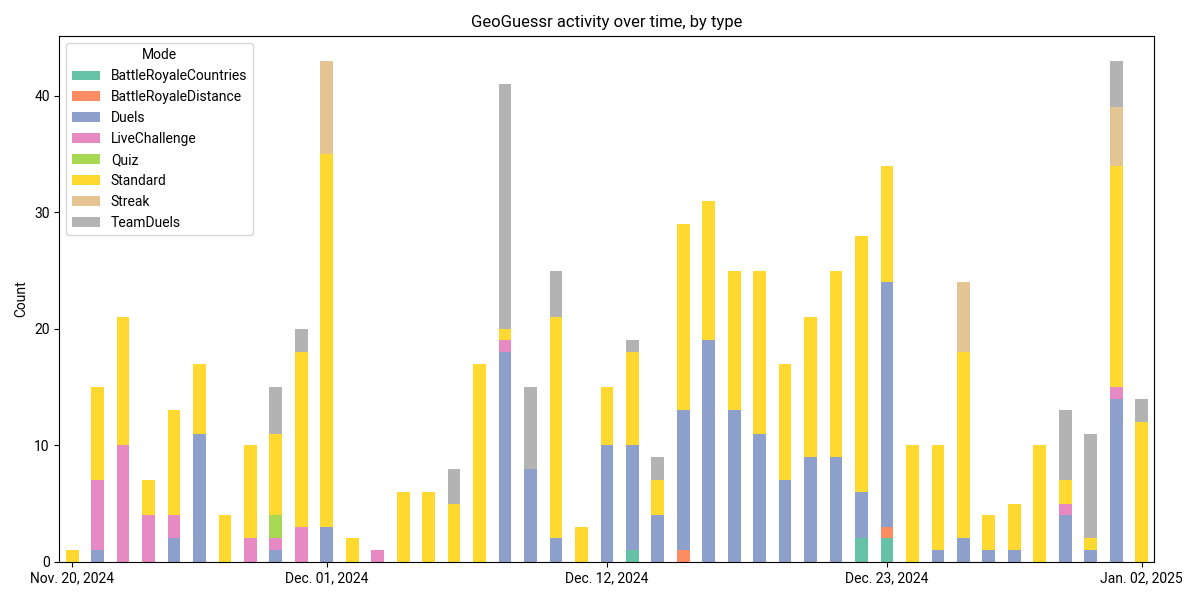 GeoGuessr activity over time, by type
Mode
BattleRoyaleCountries
BattleRoyaleDistance
Duels
LiveChallenge
Quiz
Standard
Streak
TeamDuels
Count
40
30
20
10
0
Nov. 20, 2024 Dec. 01, 2024 Dec. 12, 2024 Dec. 23, 2024 Jan. 02, 2025